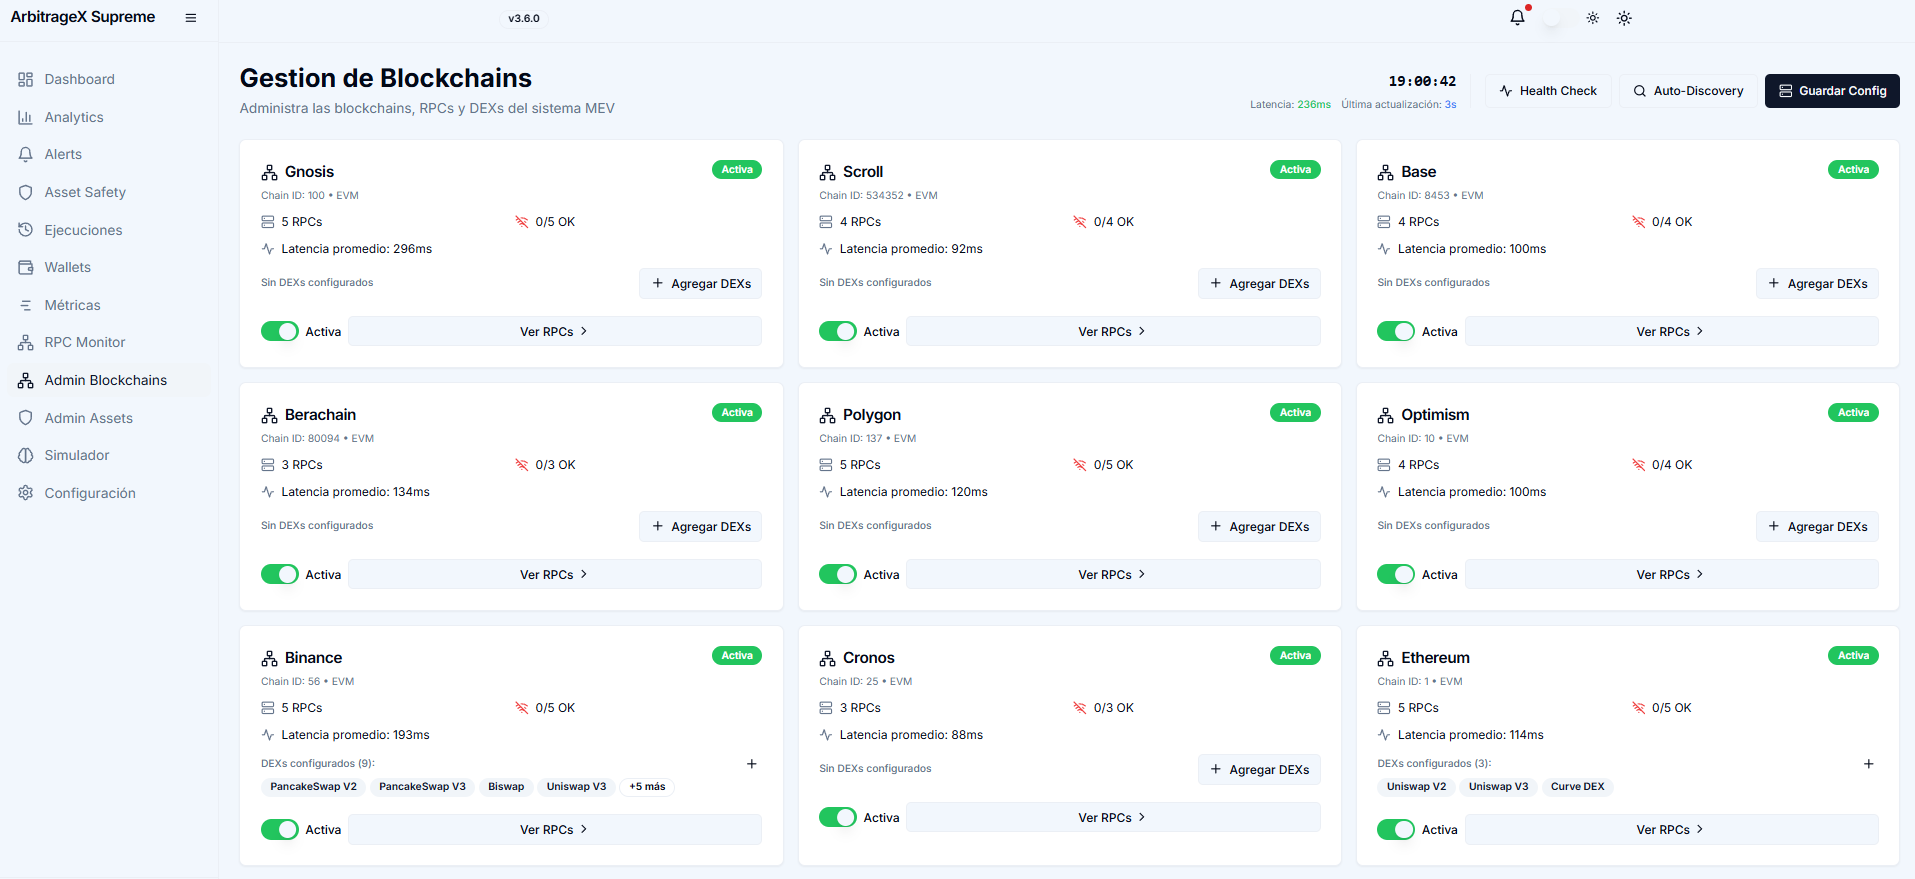 ArbitrageX Supreme
v3.6.0
Dashboard
Analytics
Alerts
Asset Safety
Ejecuciones
Wallets
Métricas
RPC Monitor
Admin Blockchains
Admin Assets
Simulador
Configuración
Gestion de Blockchains
Administra las blockchains, RPCs y DEXs del sistema MEV
19:00:42
Latencia: 236ms Última actualización: 3s
Health Check
Auto-Discovery
Guardar Config
Gnosis
Activa
Chain ID: 100 • EVM
5 RPCs
0/5 OK
Latencia promedio: 296ms
Sin DEXs configurados
Agregar DEXs
Activa
Ver RPCs
Scroll
Activa
Chain ID: 534352 • EVM
4 RPCs
0/4 OK
Latencia promedio: 92ms
Sin DEXs configurados
Agregar DEXs
Activa
Ver RPCs
Base
Activa
Chain ID: 8453 • EVM
4 RPCs
0/4 OK
Latencia promedio: 100ms
Sin DEXs configurados
Agregar DEXs
Activa
Ver RPCs
Berachain
Activa
Chain ID: 80094 • EVM
3 RPCs
0/3 OK
Latencia promedio: 134ms
Sin DEXs configurados
Agregar DEXs
Activa
Ver RPCs
Polygon
Activa
Chain ID: 137 • EVM
5 RPCs
0/5 OK
Latencia promedio: 120ms
Sin DEXs configurados
Agregar DEXs
Activa
Ver RPCs
Optimism
Activa
Chain ID: 10 • EVM
4 RPCs
0/4 OK
Latencia promedio: 100ms
Sin DEXs configurados
Agregar DEXs
Activa
Ver RPCs
Binance
Activa
Chain ID: 56 • EVM
5 RPCs
0/5 OK
Latencia promedio: 193ms
DEXs configurados (9):
PancakeSwap V2 PancakeSwap V3 Biswap Uniswap V3 +5 más
Activa
Ver RPCs
Cronos
Activa
Chain ID: 25 • EVM
3 RPCs
0/3 OK
Latencia promedio: 88ms
Sin DEXs configurados
Agregar DEXs
Activa
Ver RPCs
Ethereum
Activa
Chain ID: 1 • EVM
5 RPCs
0/5 OK
Latencia promedio: 114ms
DEXs configurados (3):
Uniswap V2 Uniswap V3 Curve DEX
Activa
Ver RPCs